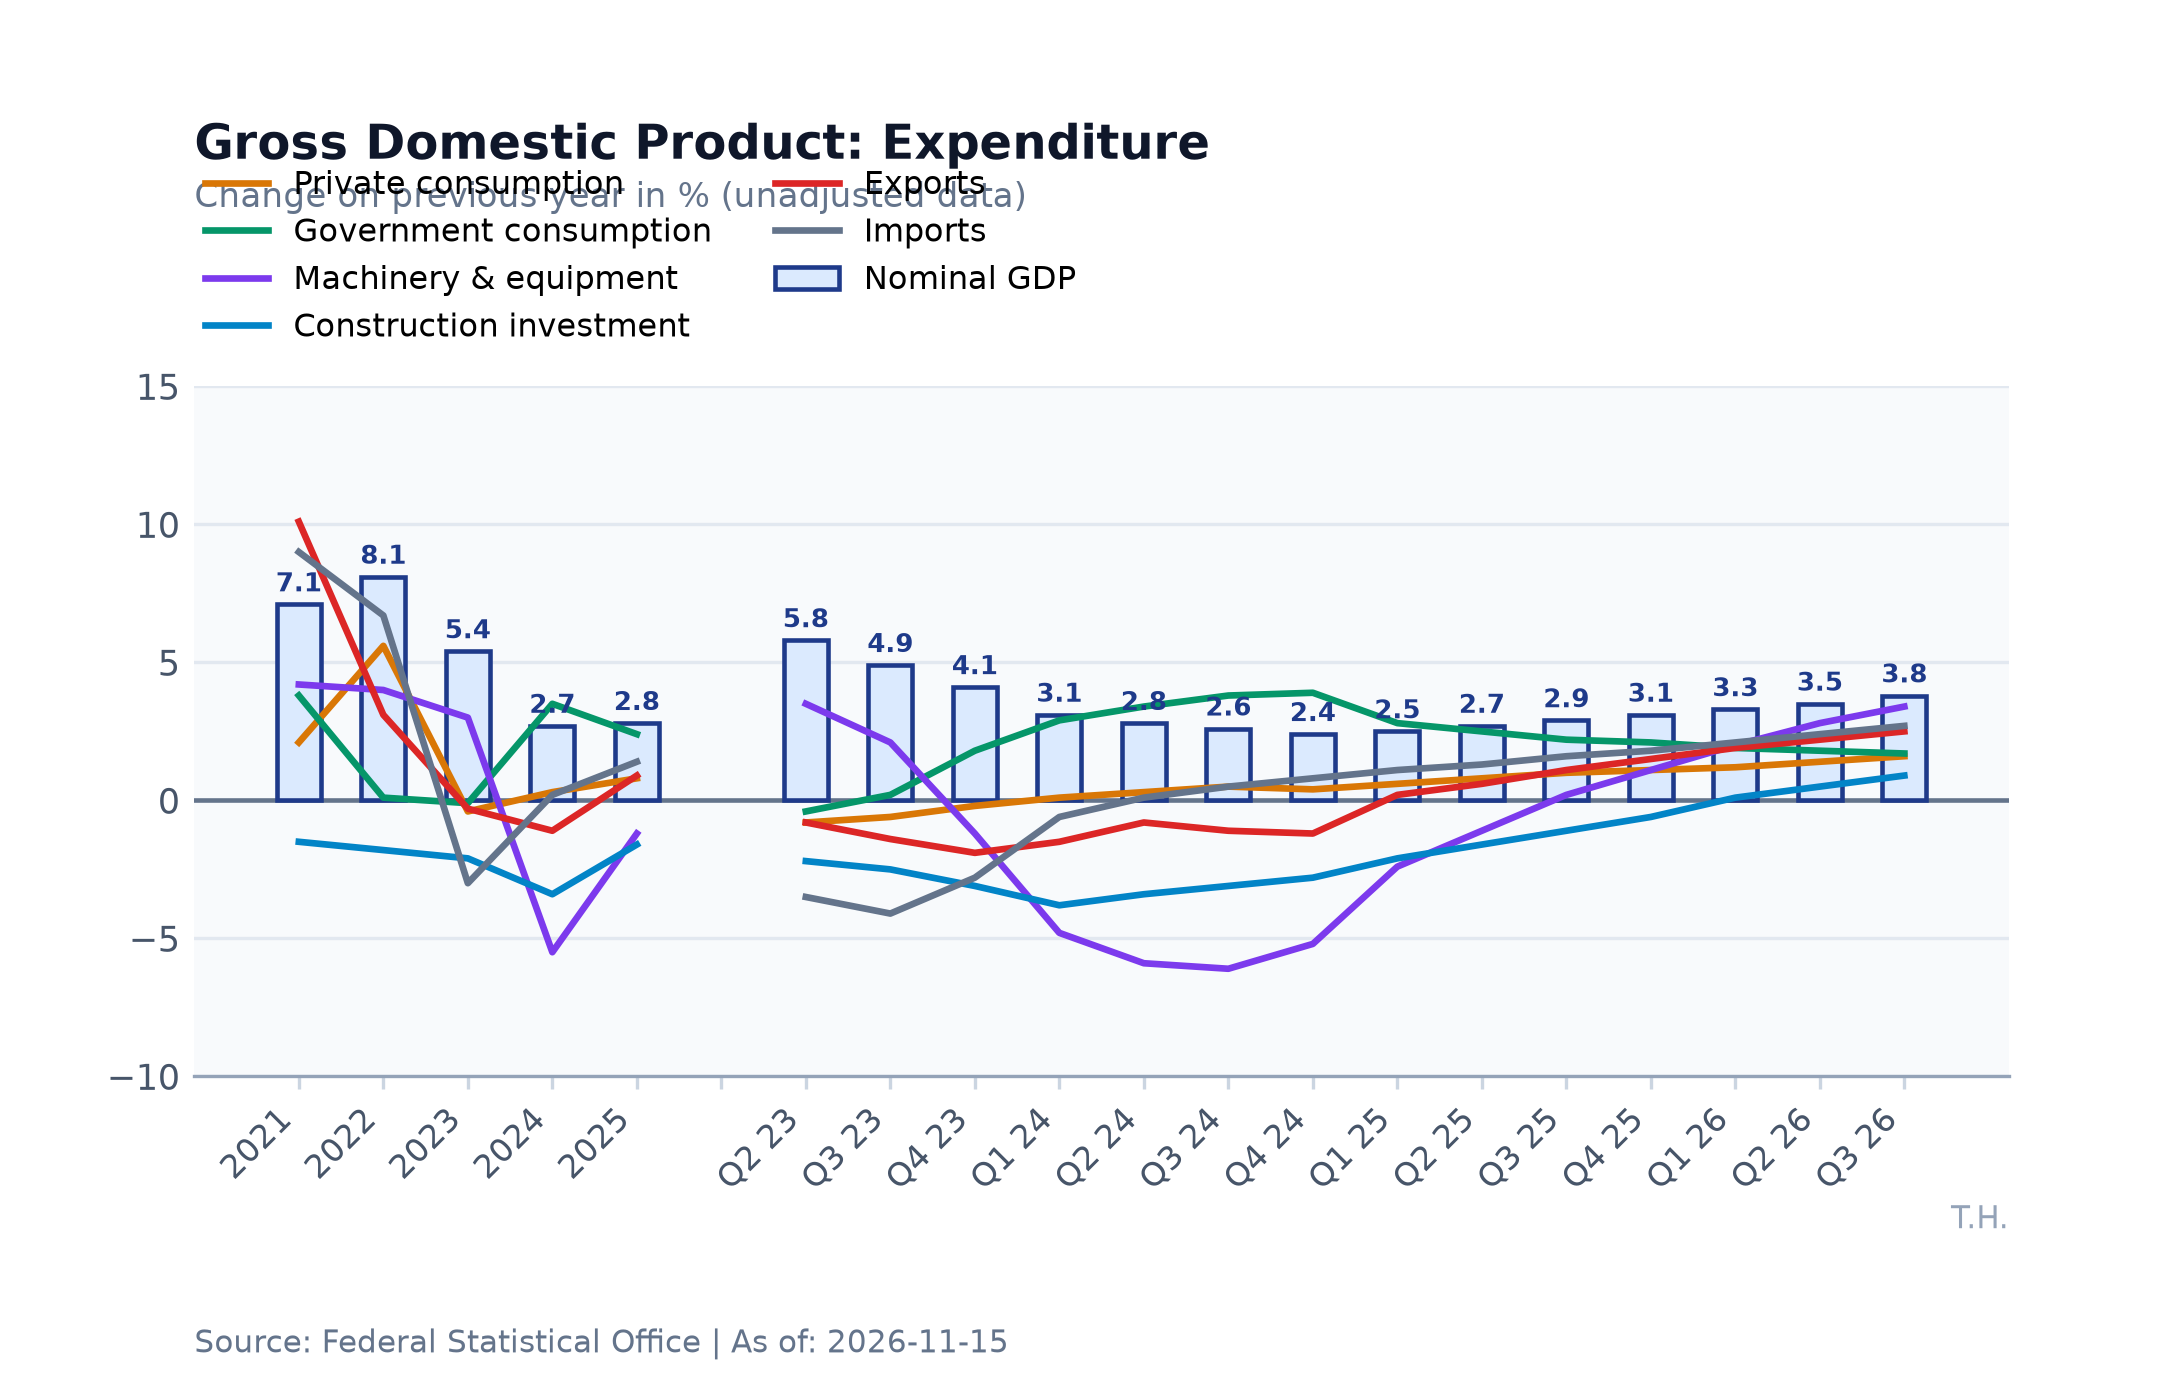 Gross Domestic Product: Expenditure
Change on previous year in % (unadjusted data)
Private consumption
Government consumption
Machinery & equipment
Construction investment
Exports
Imports
Nominal GDP
15
10
5
0
−5
−10
7.1
8.1
5.4
2.7
2.8
5.8
4.9
4.1
3.1
2.8
2.6
2.4
2.5
2.7
2.9
3.1
3.3
3.5
3.8
2021
2022
2023
2024
2025
Q2 23
Q3 23
Q4 23
Q1 24
Q2 24
Q3 24
Q4 24
Q1 25
Q2 25
Q3 25
Q4 25
Q1 26
Q2 26
Q3 26
T.H.
Source: Federal Statistical Office | As of: 2026-11-15